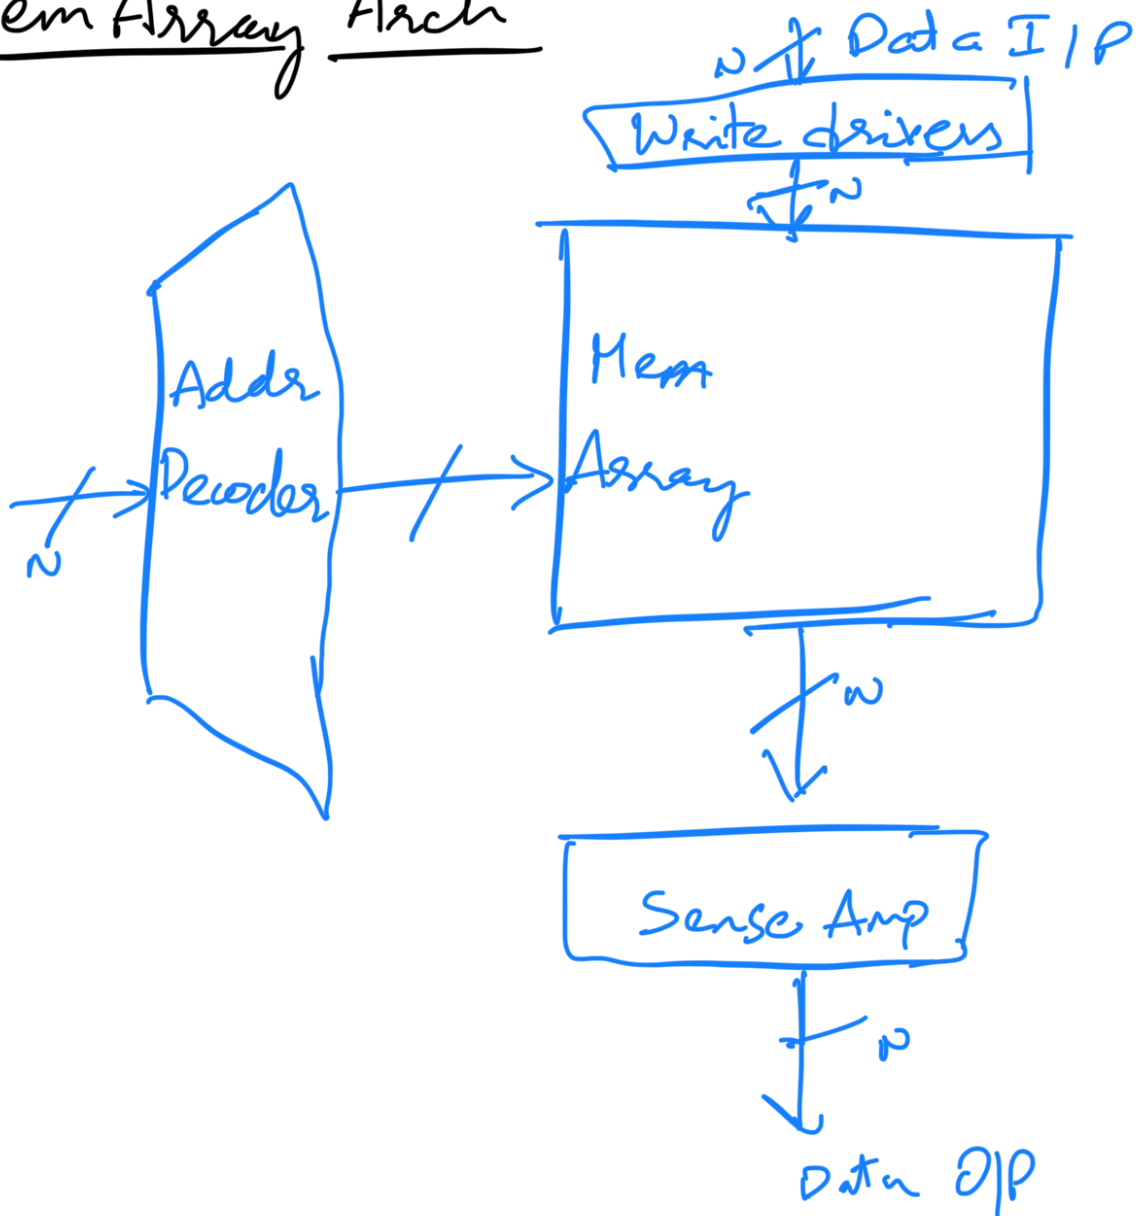 em Array Arch
N Data I/P
Write drivers
N
Addr
Decoder
N
Mem
Array
N
Sense Amp
N
Data O/P